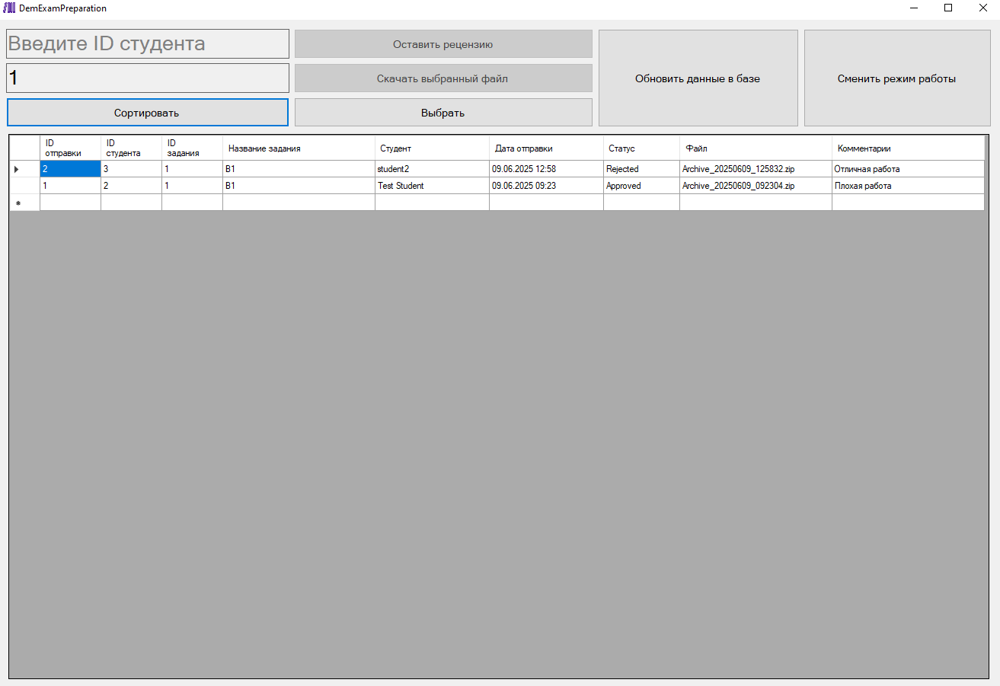 DemExamPreparation
Введите ID студента
Оставить рецензию
Обновить данные в базе
Сменить режим работы
1
Скачать выбранный файл
Сортировать
Выбрать
ID отправки ID студента ID задания Название задания Студент Дата отправки Статус Файл Комментарии
2 3 1 B1 student2 09.06.2025 12:58 Rejected Archive_20250609_125832.zip Отличная работа
1 2 1 B1 Test Student 09.06.2025 09:23 Approved Archive_20250609_092304.zip Плохая работа